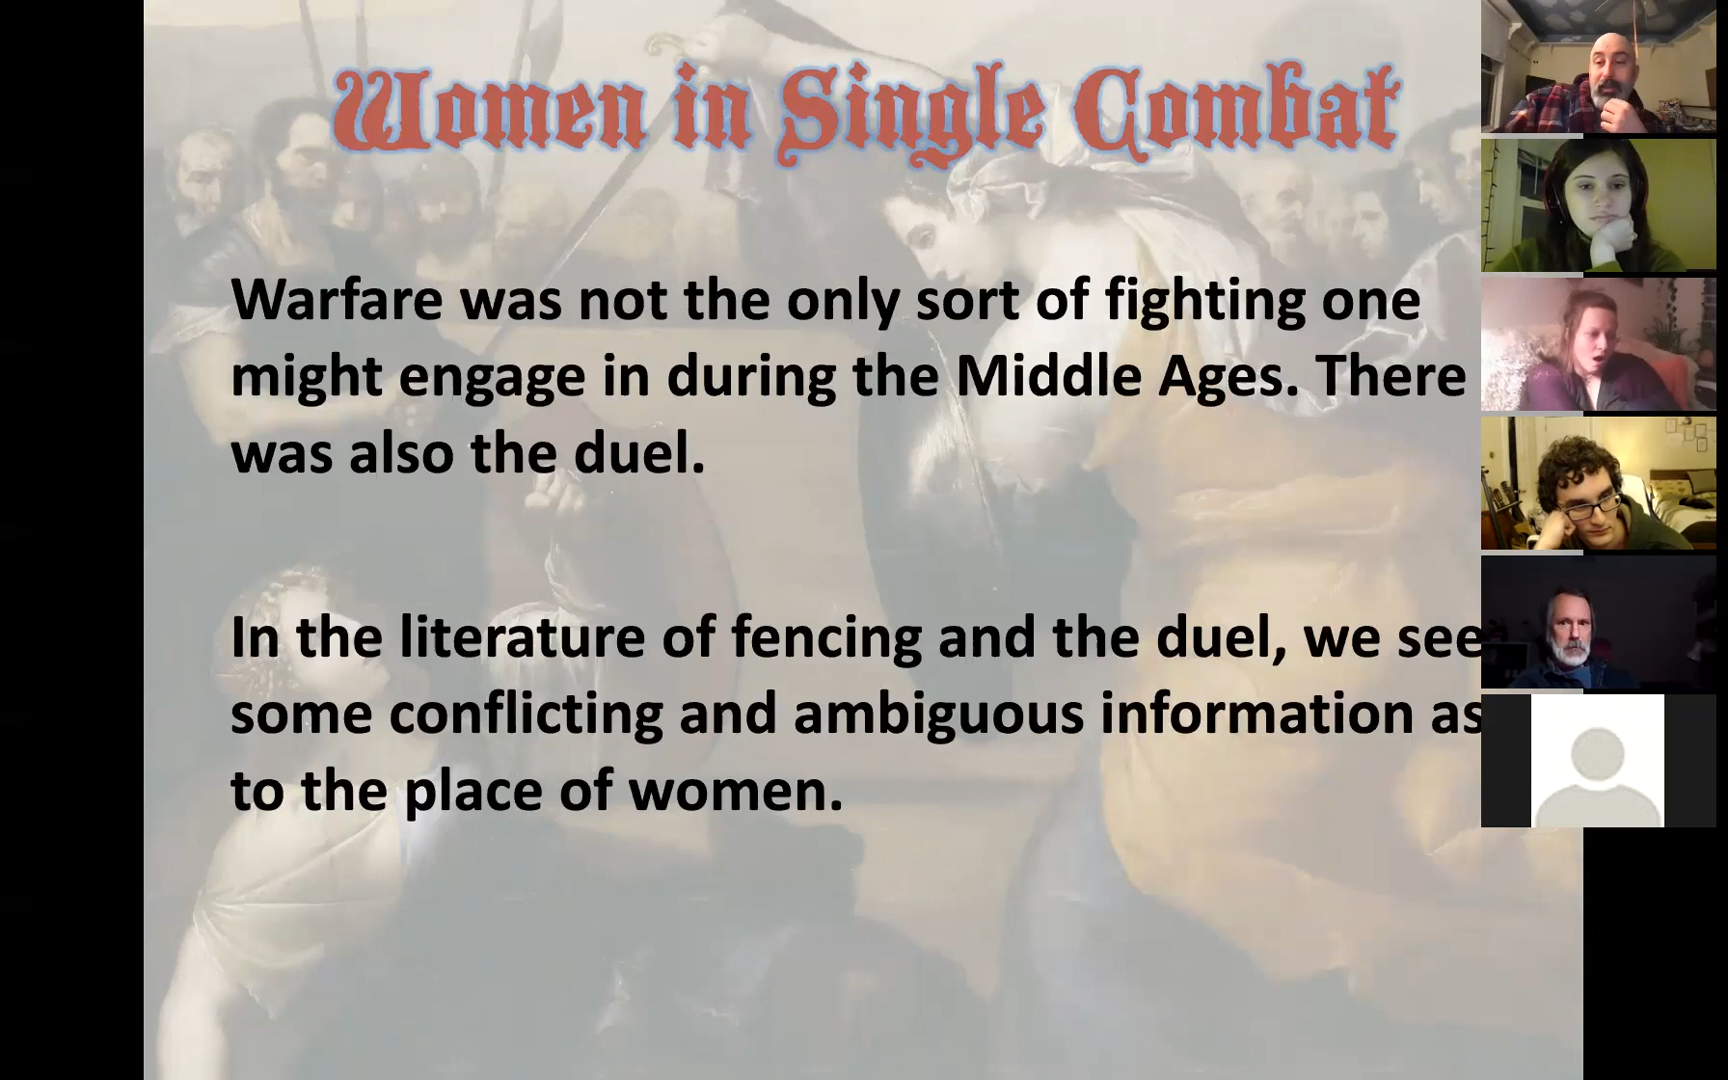 Women in Single Combat
Warfare was not the only sort of fighting one
might engage in during the Middle Ages. There
was also the duel.
In the literature of fencing and the duel, we see
some conflicting and ambiguous information as
to the place of women.